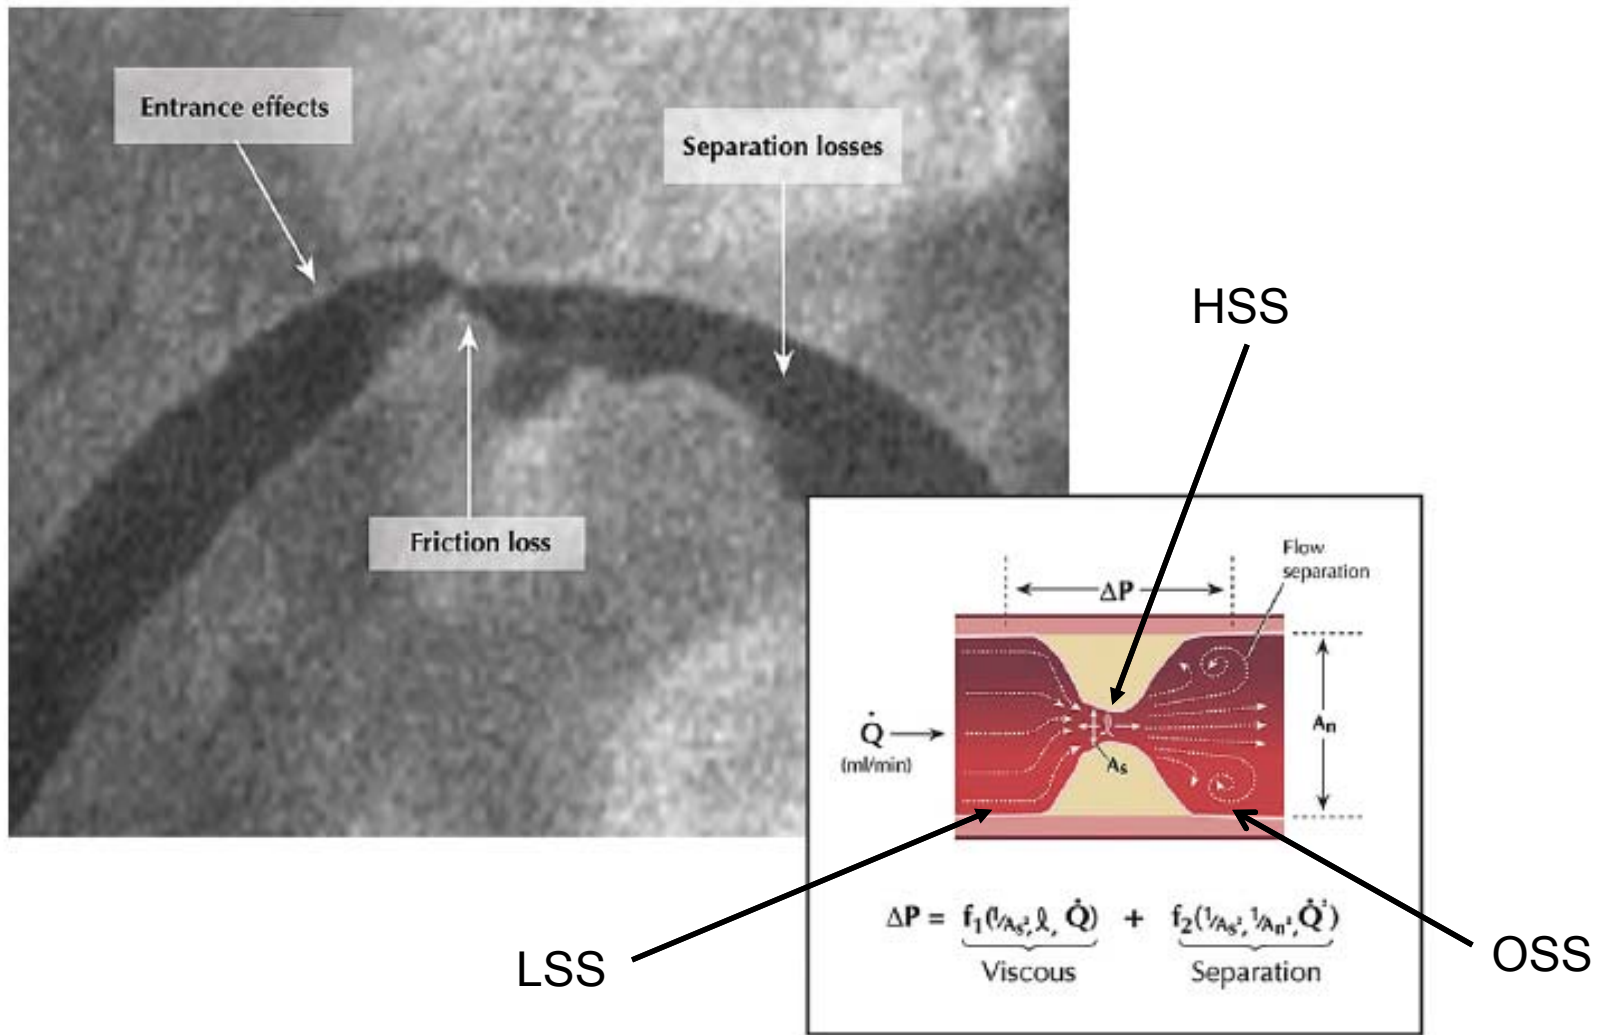 Entrance effects
Separation losses
HSS
Friction loss
Flow
separation
ΔP
Q̇
(ml/min)
Aₛ
ℓ
Aₙ
ΔP = f₁(¹/Aₛ², ℓ, Q̇) + f₂(¹/Aₛ², ¹/Aₙ², Q̇²)
Viscous Separation
LSS
OSS